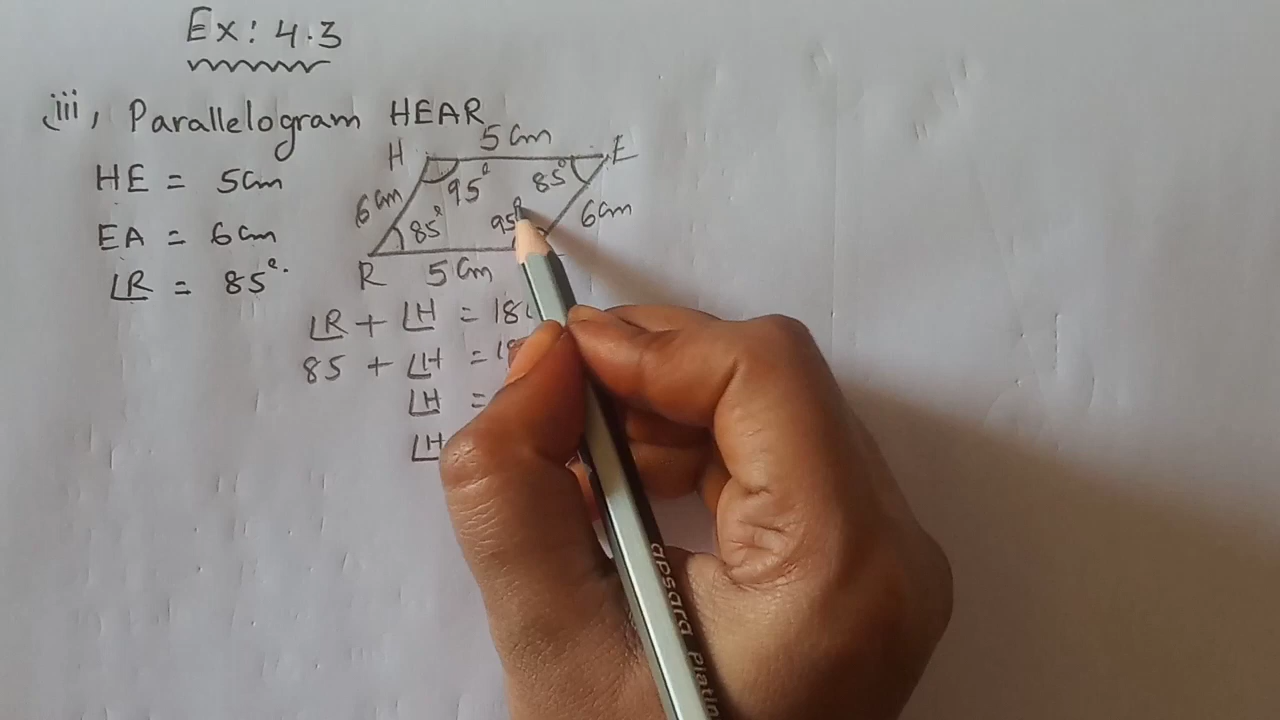 Ex: 4.3
iii, Parallelogram HEAR
HE = 5cm
EA = 6cm
∠R = 85°.
H 5cm E
6cm 95° 85° 6cm
85° 95°
R 5cm
∠R + ∠H =
85 + ∠H =
∠H =
∠H
apsara Platin